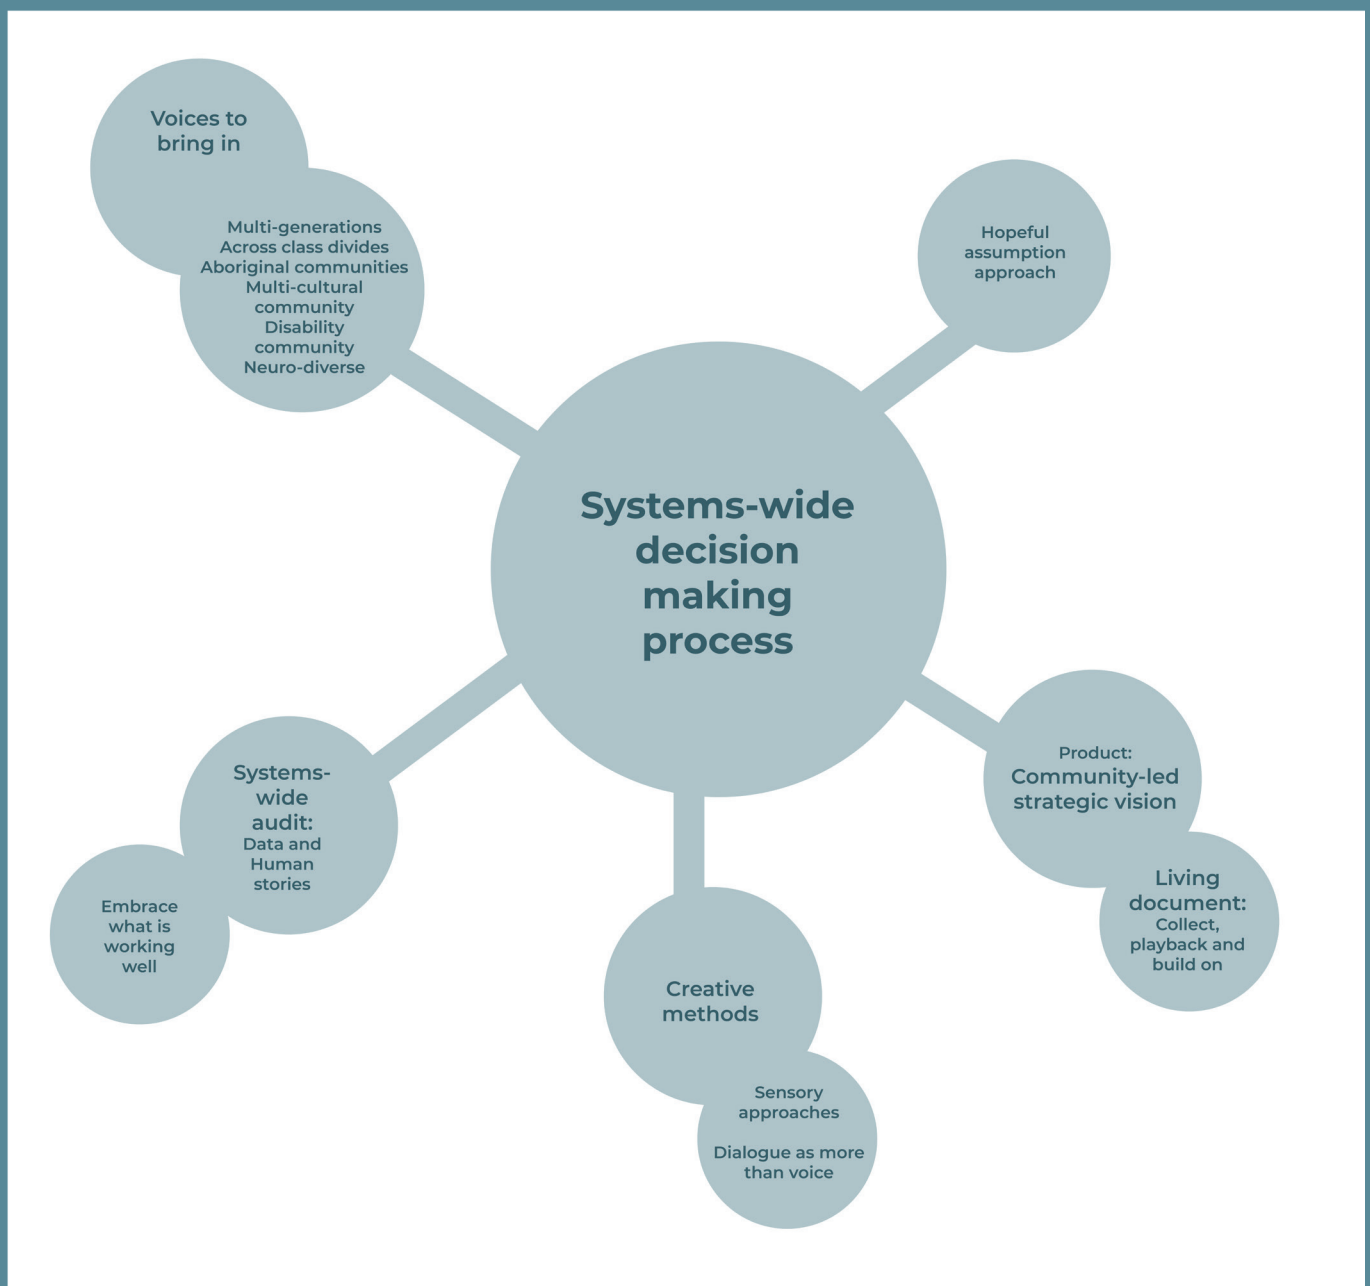 Voices to
bring in
Multi-generations
Across class divides
Aboriginal communities
Multi-cultural
community
Disability
community
Neuro-diverse
Hopeful
assumption
approach
Systems-wide
decision
making
process
Systems-
wide
audit:
Data and
Human
stories
Embrace
what is
working
well
Creative
methods
Sensory
approaches
Dialogue as more
than voice
Product:
Community-led
strategic vision
Living
document:
Collect,
playback and
build on